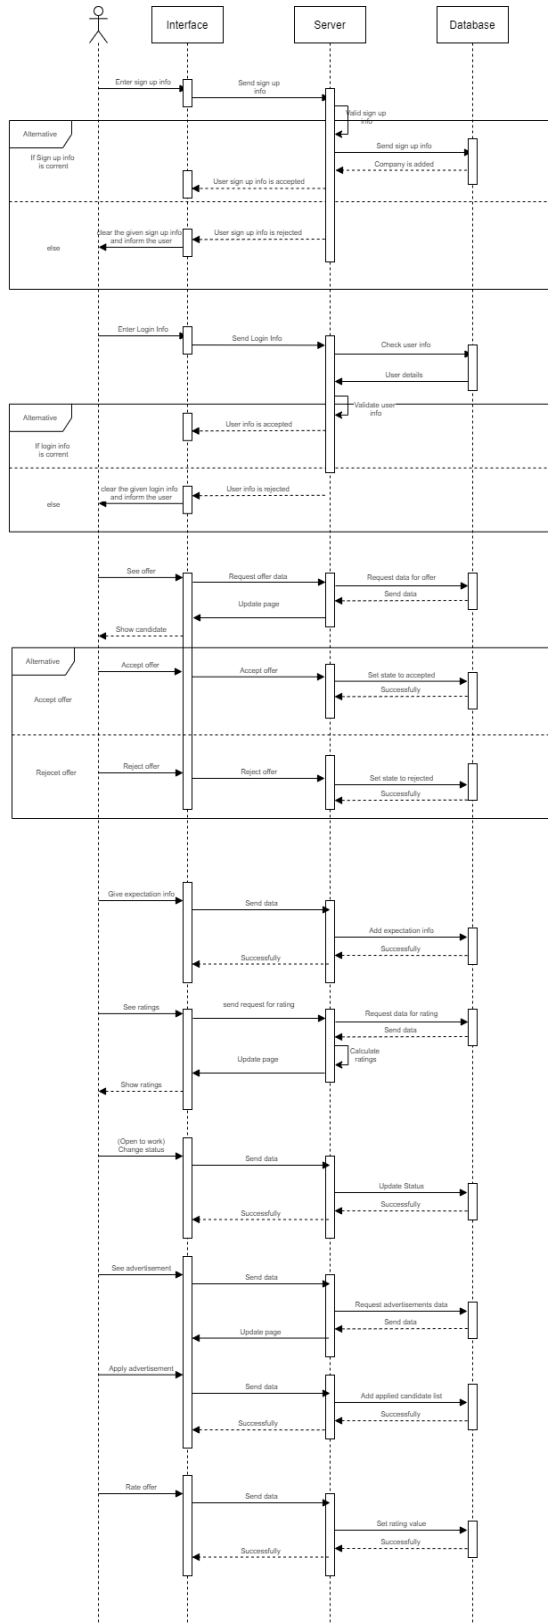 Interface
Server
Database
Enter sign up info
Send sign up
info
Valid sign up
info
Alternative
Send sign up info
If Sign up info
is corrent
Company is added
User sign up info is accepted
clear the given sign up info
and inform the user
User sign up info is rejected
else
Enter Login Info
Send Login Info
Check user info
User details
Alternative
Validate user
info
User info is accepted
If login info
is corrent
clear the given login info
and inform the user
User info is rejected
else
See offer
Request offer data
Request data for offer
Send data
Update page
Show candidate
Alternative
Accept offer
Accept offer
Set state to accepted
Successfully
Accept offer
Rejecet offer
Reject offer
Reject offer
Set state to rejected
Successfully
Give expectation info
Send data
Add expectation info
Successfully
Successfully
See ratings
send request for rating
Request data for rating
Send data
Calculate
ratings
Update page
Show ratings
(Open to work)
Change status
Send data
Update Status
Successfully
Successfully
See advertisement
Send data
Request advertisements data
Send data
Update page
Apply advertisement
Send data
Add applied candidate list
Successfully
Successfully
Rate offer
Send data
Set rating value
Successfully
Successfully